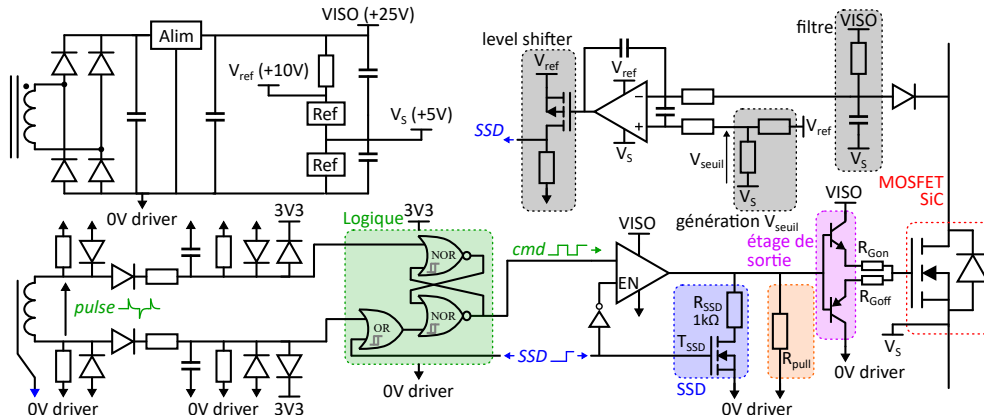 VISO (+25V)
Alim
Vref (+10V)
Ref
VS (+5V)
Ref
0V driver
level shifter
Vref
Vref
SSD
VS
Vseuil
Vref
VS
génération Vseuil
filtre
VISO
VS
MOSFET
SiC
3V3
Logique
3V3
NOR
cmd
pulse
OR
NOR
SSD
0V driver
3V3
0V driver
VISO
EN
RSSD
1kΩ
TSSD
SSD
0V driver
Rpull
étage de
sortie
VISO
RGon
RGoff
VS
0V driver